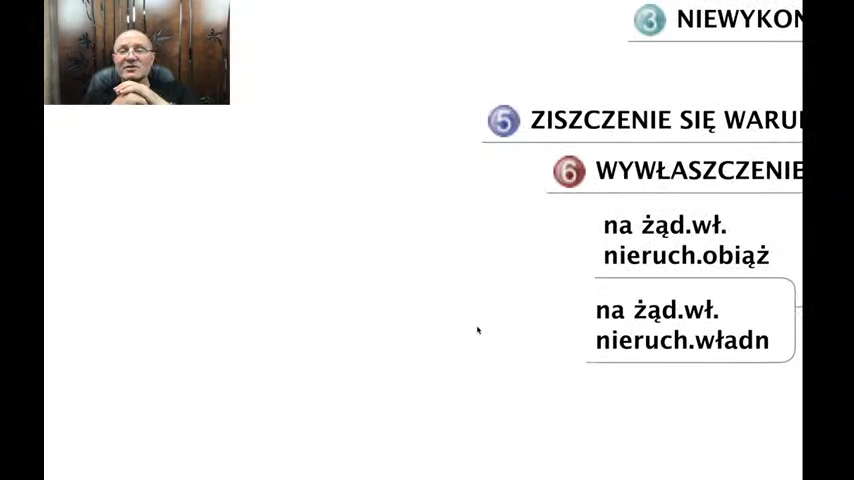 3 NIEWYKON
5 ZISZCZENIE SIĘ WARU
6 WYWŁASZCZENIE
na żąd.wł.
nieruch.obiąż
na żąd.wł.
nieruch.władn